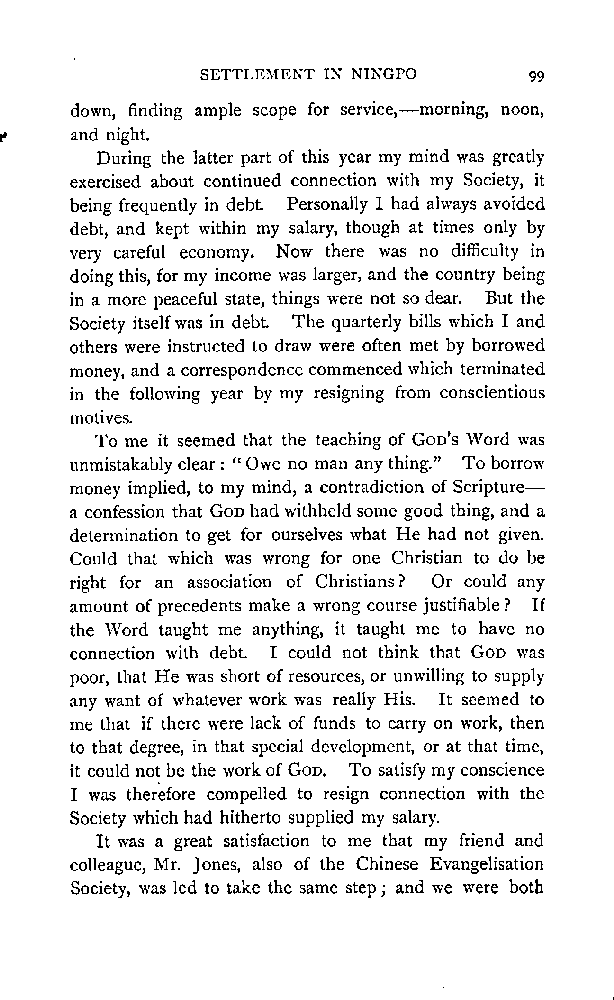 SETTLEMENT IN NINGPO 99
down, finding ample scope for service,—morning, noon,
and night.
During the latter part of this year my mind was greatly
exercised about continued connection with my Society, it
being frequently in debt. Personally I had always avoided
debt, and kept within my salary, though at times only by
very careful economy. Now there was no difficulty in
doing this, for my income was larger, and the country being
in a more peaceful state, things were not so dear. But the
Society itself was in debt. The quarterly bills which I and
others were instructed to draw were often met by borrowed
money, and a correspondence commenced which terminated
in the following year by my resigning from conscientious
motives.
To me it seemed that the teaching of GOD'S Word was
unmistakably clear: "Owe no man any thing." To borrow
money implied, to my mind, a contradiction of Scripture—
a confession that GOD had withheld some good thing, and a
determination to get for ourselves what He had not given.
Could that which was wrong for one Christian to do be
right for an association of Christians? Or could any
amount of precedents make a wrong course justifiable? If
the Word taught me anything, it taught me to have no
connection with debt. I could not think that GOD was
poor, that He was short of resources, or unwilling to supply
any want of whatever work was really His. It seemed to
me that if there were lack of funds to carry on work, then
to that degree, in that special development, or at that time,
it could not be the work of GOD. To satisfy my conscience
I was therefore compelled to resign connection with the
Society which had hitherto supplied my salary.
It was a great satisfaction to me that my friend and
colleague, Mr. Jones, also of the Chinese Evangelisation
Society, was led to take the same step; and we were both